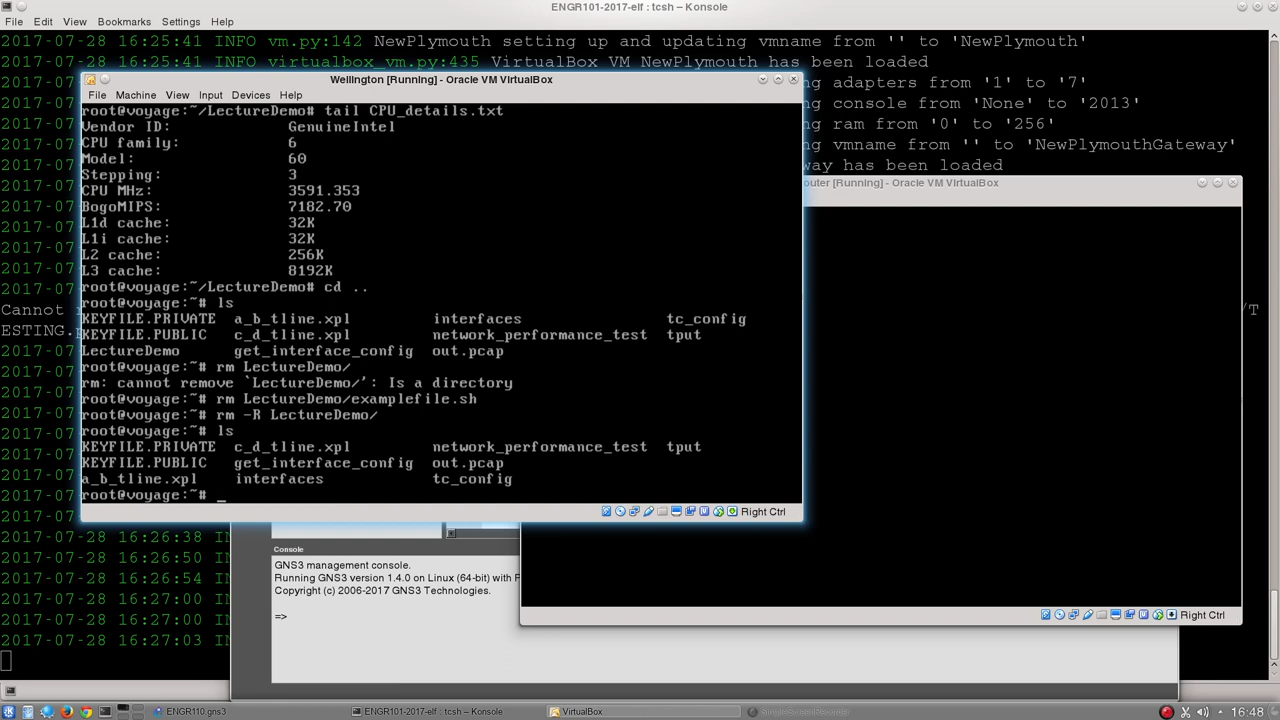 ENGR101-2017-elf : tcsh – Konsole
File Edit View Bookmarks Settings Help
2017-07-28 16:25:41 INFO vm.py:142 NewPlymouth setting up and updating vmname from '' to 'NewPlymouth'
2017-07-28 16:25:41 INFO virtualbox_vm.py:435 VirtualBox VM NewPlymouth has been loaded
adapters from '1' to '7'
console from 'None' to '2013'
ram from '0' to '256'
vmname from '' to 'NewPlymouthGateway'
way has been loaded
Wellington [Running] - Oracle VM VirtualBox
File Machine View Input Devices Help
root@voyage:~/LectureDemo# tail CPU_details.txt
Vendor ID: GenuineIntel
CPU family: 6
Model: 60
Stepping: 3
CPU MHz: 3591.353
BogoMIPS: 7182.70
L1d cache: 32K
L1i cache: 32K
L2 cache: 256K
L3 cache: 8192K
root@voyage:~/LectureDemo# cd ..
root@voyage:~# ls
KEYFILE.PRIVATE a_b_tline.xpl interfaces tc_config
KEYFILE.PUBLIC c_d_tline.xpl network_performance_test tput
LectureDemo get_interface_config out.pcap
root@voyage:~# rm LectureDemo/
rm: cannot remove `LectureDemo/': Is a directory
root@voyage:~# rm LectureDemo/examplefile.sh
root@voyage:~# rm -R LectureDemo/
root@voyage:~# ls
KEYFILE.PRIVATE c_d_tline.xpl network_performance_test tput
KEYFILE.PUBLIC get_interface_config out.pcap
a_b_tline.xpl interfaces tc_config
root@voyage:~# _
Right Ctrl
outer [Running] - Oracle VM VirtualBox
Right Ctrl
Cannot
/T
ESTING.
2017-07-28 16:26:38 IN
2017-07-28 16:26:50 IN
2017-07-28 16:26:54 IN
2017-07-28 16:27:00 IN
2017-07-28 16:27:00 IN
2017-07-28 16:27:03 IN
Console
GNS3 management console.
Running GNS3 version 1.4.0 on Linux (64-bit) with
Copyright (c) 2006-2017 GNS3 Technologies.
=>
ENGR110.gns3
ENGR101-2017-elf : tcsh – Konsole
VirtualBox
16:48